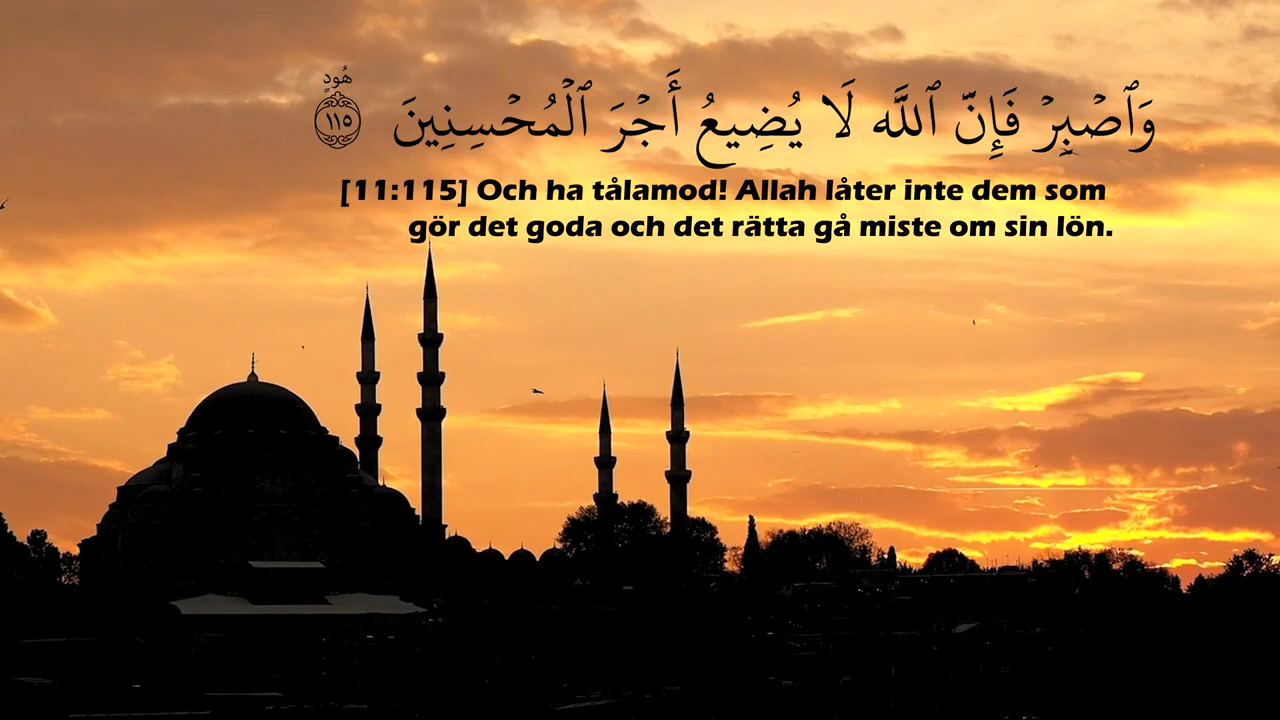 وَٱصۡبِرۡ فَإِنَّ ٱللَّهَ لَا يُضِيعُ أَجۡرَ ٱلۡمُحۡسِنِينَ هُودٍ ١١٥
[11:115] Och ha tålamod! Allah låter inte dem som
gör det goda och det rätta gå miste om sin lön.